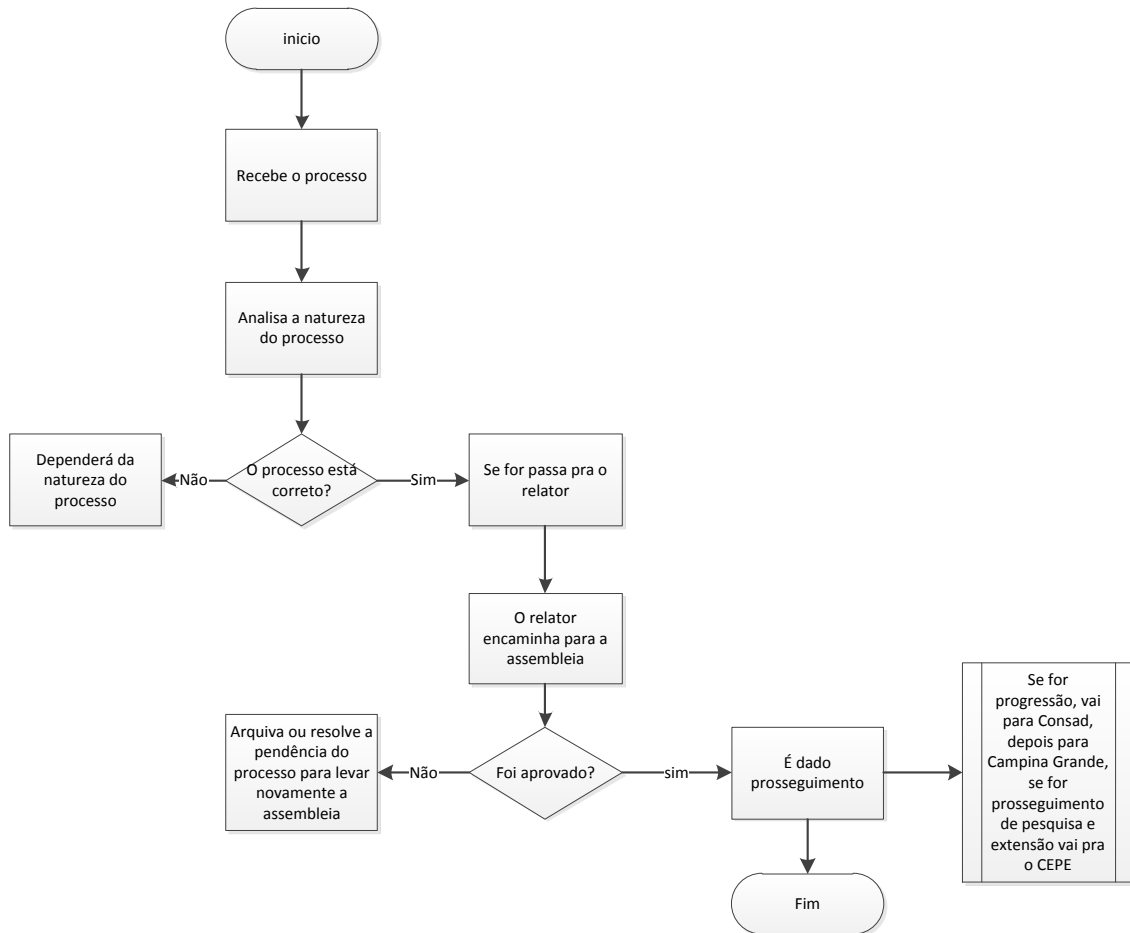 inicio
Recebe o processo
Analisa a natureza
do processo
O processo está
correto?
Não
Dependerá da
natureza do
processo
Sim
Se for passa pra o
relator
O relator
encaminha para a
assembleia
Foi aprovado?
Não
Arquiva ou resolve a
pendência do
processo para levar
novamente a
assembleia
sim
É dado
prosseguimento
Se for
progressão, vai
para Consad,
depois para
Campina Grande,
se for
prosseguimento
de pesquisa e
extensão vai pra
o CEPE
Fim